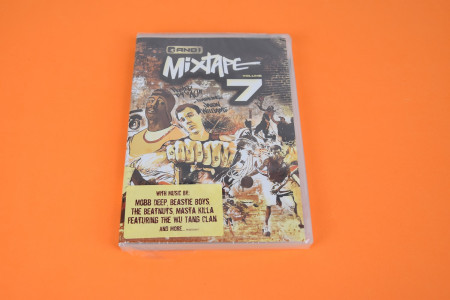 AND1
MIXTAPE
VOLUME
7
WITH MUSIC BY:
MOBB DEEP, BEASTIE BOYS,
THE BEATNUTS, MASTA KILLA
FEATURING THE WU TANG CLAN
AND MORE...